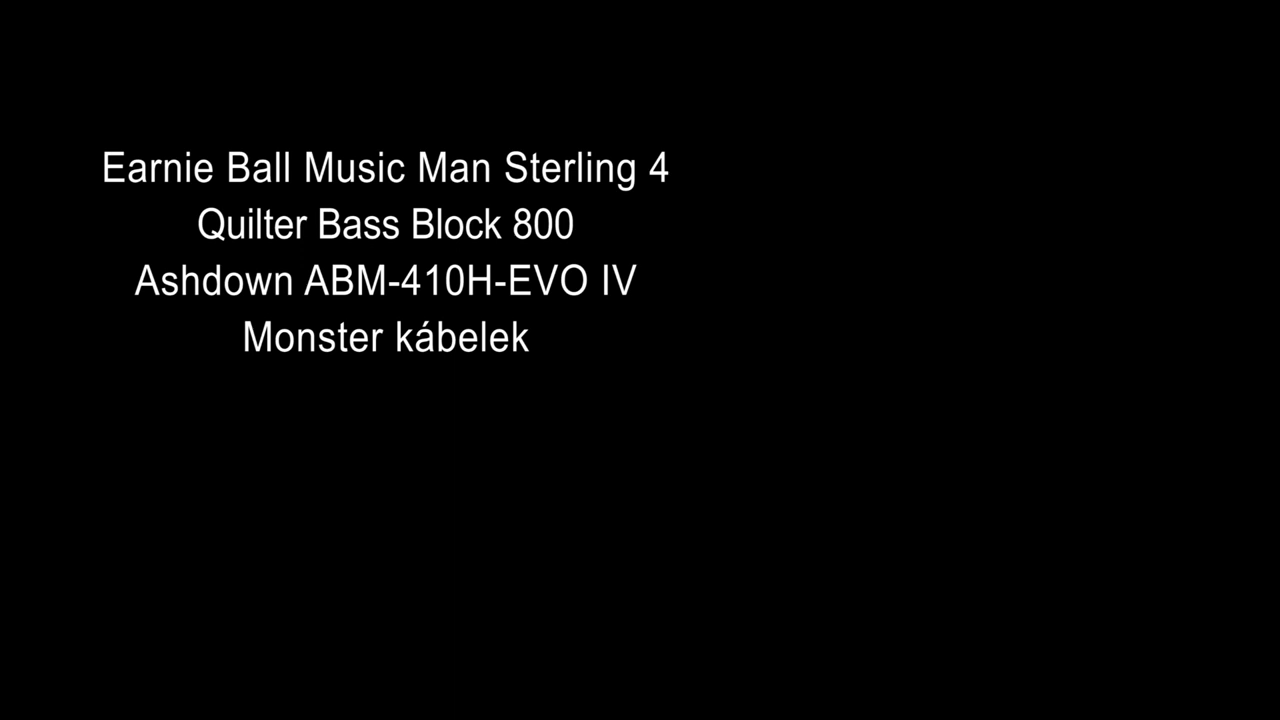 Earnie Ball Music Man Sterling 4
Quilter Bass Block 800
Ashdown ABM-410H-EVO IV
Monster kábelek